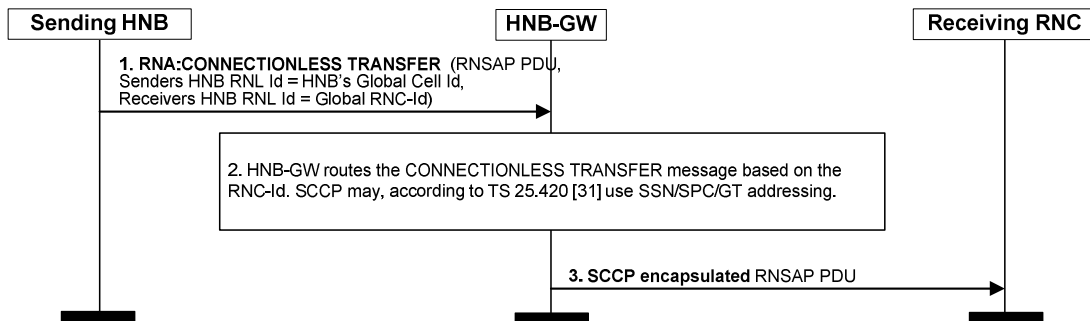 Sending HNB
HNB-GW
Receiving RNC
1. RNA:CONNECTIONLESS TRANSFER (RNSAP PDU,
Senders HNB RNL Id = HNB's Global Cell Id,
Receivers HNB RNL Id = Global RNC-Id)
2. HNB-GW routes the CONNECTIONLESS TRANSFER message based on the
RNC-Id. SCCP may, according to TS 25.420 [31] use SSN/SPC/GT addressing.
3. SCCP encapsulated RNSAP PDU